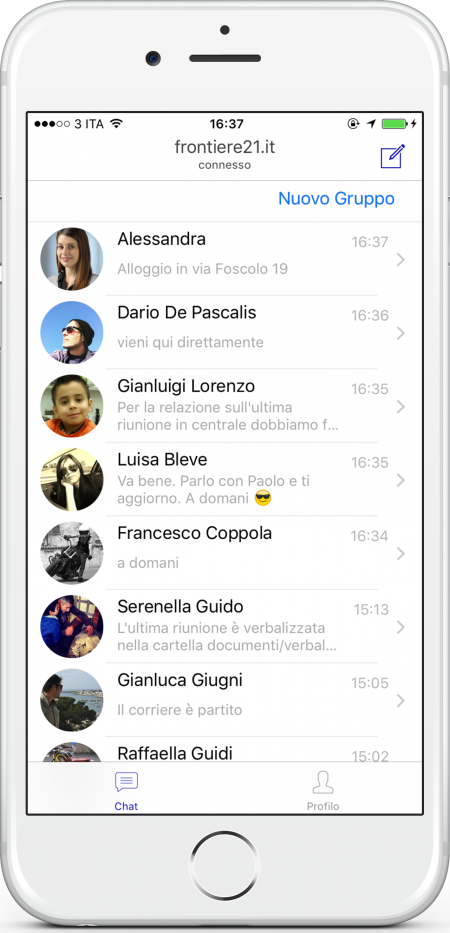 3 ITA 16:37
frontiere21.it
connesso
Nuovo Gruppo
Alessandra 16:37
Alloggio in via Foscolo 19
Dario De Pascalis 16:36
vieni qui direttamente
Gianluigi Lorenzo 16:35
Per la relazione sull'ultima
riunione in centrale dobbiamo f...
Luisa Bleve 16:35
Va bene. Parlo con Paolo e ti
aggiorno. A domani 😎
Francesco Coppola 16:34
a domani
Serenella Guido 15:13
L'ultima riunione è verbalizzata
nella cartella documenti/verbal...
Gianluca Giugni 15:05
Il corriere è partito
Raffaella Guidi 15:02
Chat Profilo